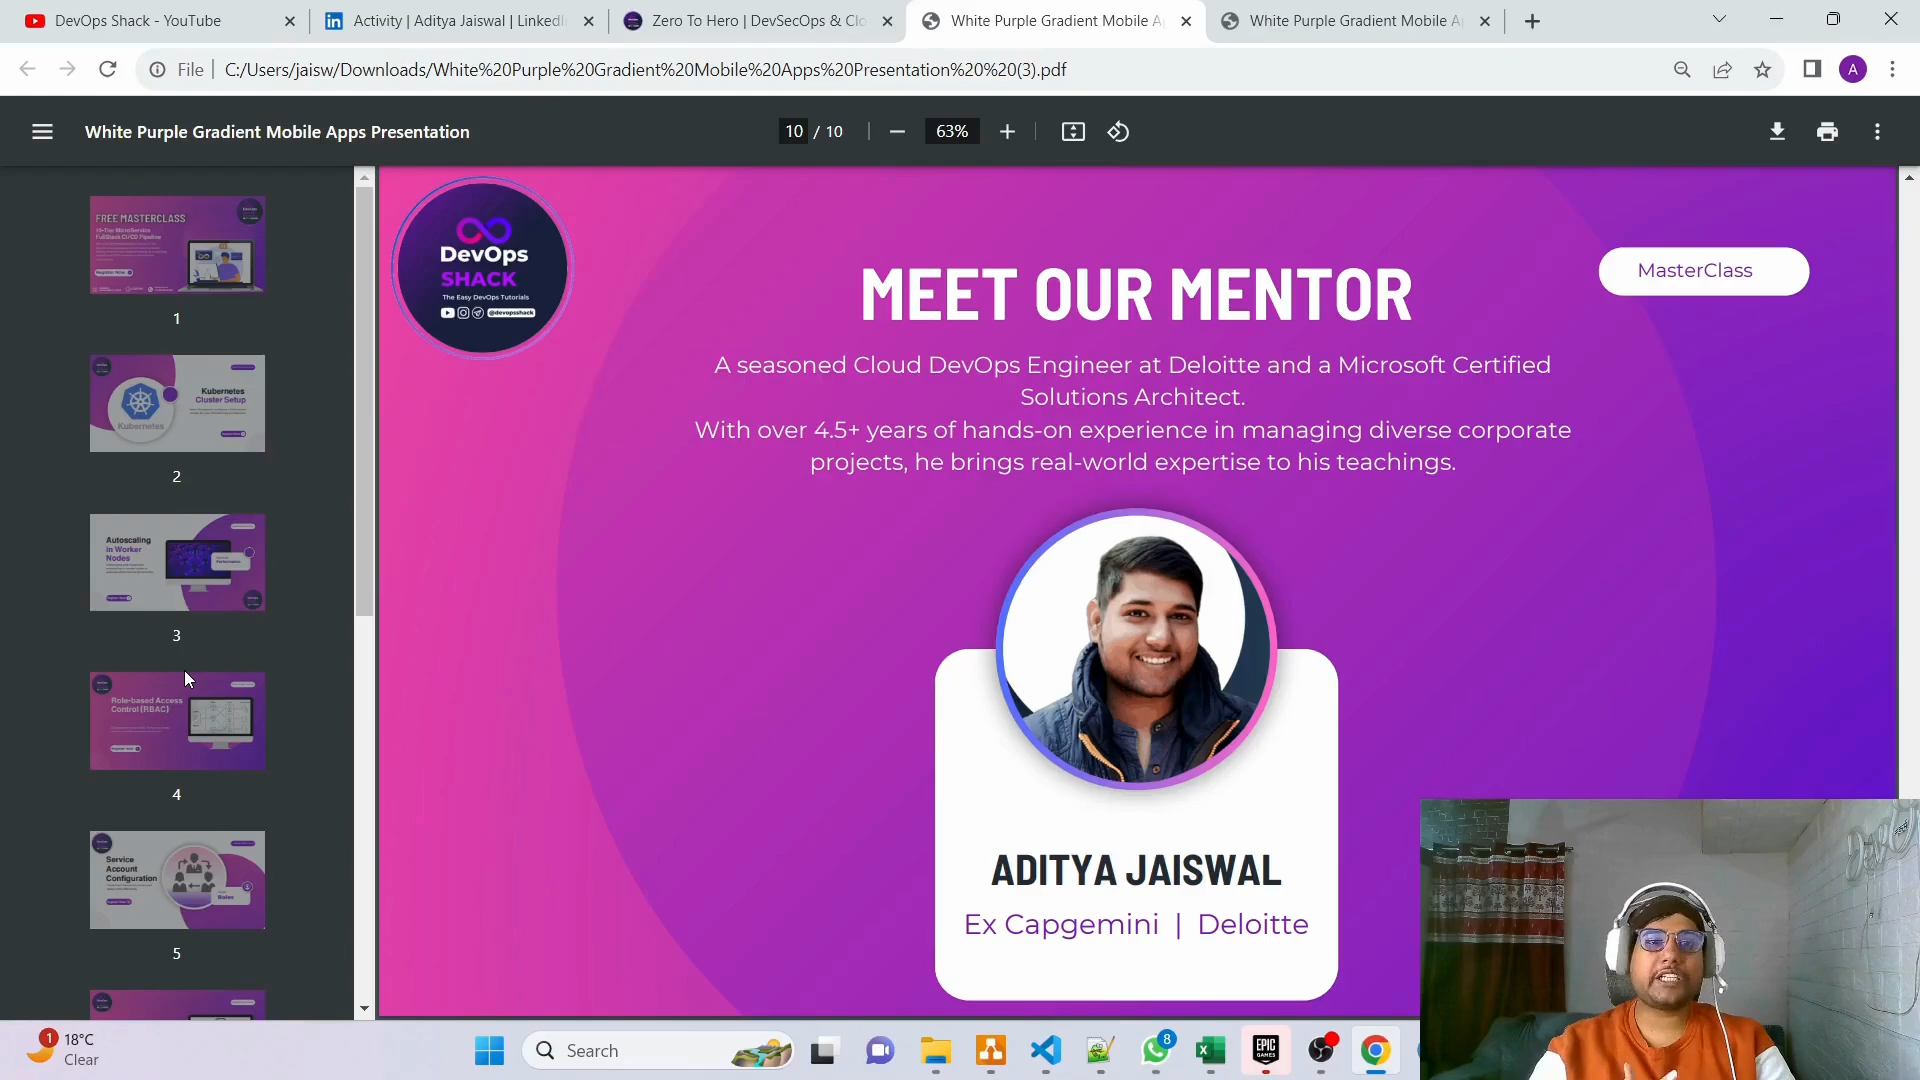 DevOps Shack - YouTube
Activity | Aditya Jaiswal | LinkedI
Zero To Hero | DevSecOps & Clo
White Purple Gradient Mobile A
White Purple Gradient Mobile A
File
C:/Users/jaisw/Downloads/White%20Purple%20Gradient%20Mobile%20Apps%20Presentation%20%20(3).pdf
A
White Purple Gradient Mobile Apps Presentation
10 / 10
63%
FREE MASTERCLASS
1
Kubernetes
Cluster Setup
Kubernetes
2
Autoscaling
in Worker
Nodes
3
Role-based Access
Control (RBAC)
4
Service
Account
Configuration
Roles
5
DevOps
SHACK
The Easy DevOps Tutorials
@devopsshack
MasterClass
MEET OUR MENTOR
A seasoned Cloud DevOps Engineer at Deloitte and a Microsoft Certified
Solutions Architect.
With over 4.5+ years of hands-on experience in managing diverse corporate
projects, he brings real-world expertise to his teachings.
ADITYA JAISWAL
Ex Capgemini | Deloitte
1
18°C
Clear
Search
8
EPIC
GAMES